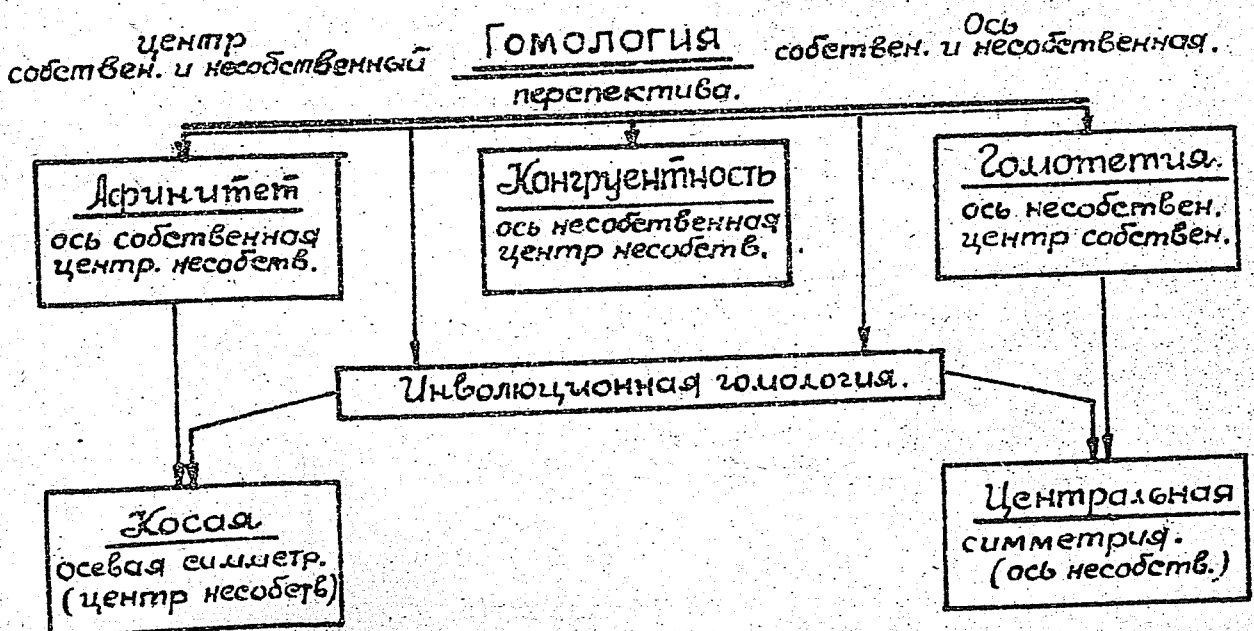 центр
собствен. и несобственный
Гомология
перспектива.
Ось
собствен. и несобственная.
Афинитет
ось собственная
центр. несобств.
Конгруентность
ось несобственная
центр несобств.
Гомотетия.
ось несобствен.
центр собствен.
Инволюционная гомология.
Косая
осевая симметр.
(центр несобств)
Центральная
симметрия.
(ось несобств.)